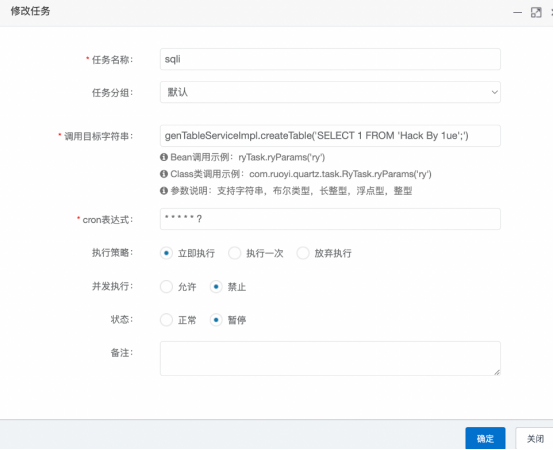 修改任务
* 任务名称： sqli
任务分组： 默认
* 调用目标字符串： genTableServiceImpl.createTable('SELECT 1 FROM 'Hack By 1ue';')
Bean调用示例：ryTask.ryParams('ry')
Class类调用示例：com.ruoyi.quartz.task.RyTask.ryParams('ry')
参数说明：支持字符串，布尔类型，长整型，浮点型，整型
* cron表达式： * * * * * ?
执行策略： 立即执行 执行一次 放弃执行
并发执行： 允许 禁止
状态： 正常 暂停
备注：
确定 关闭